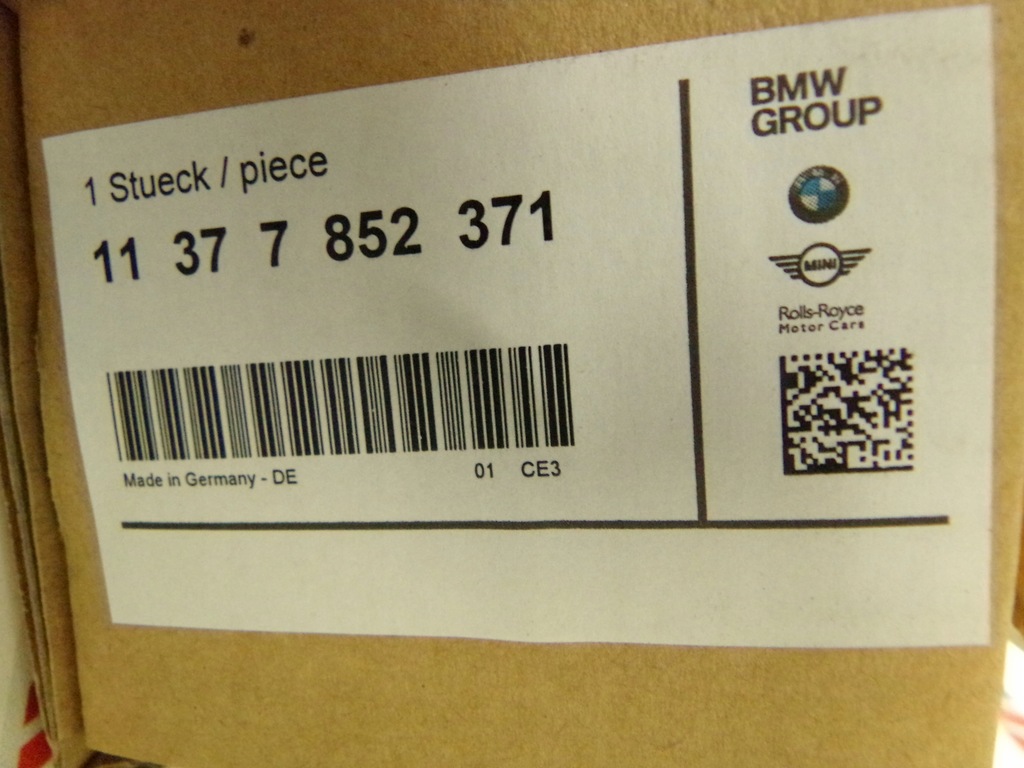 1 Stueck / piece
11 37 7 852 371
Made in Germany - DE
01 CE3
BMW
GROUP
BMW
MINI
Rolls-Royce
Motor Cars